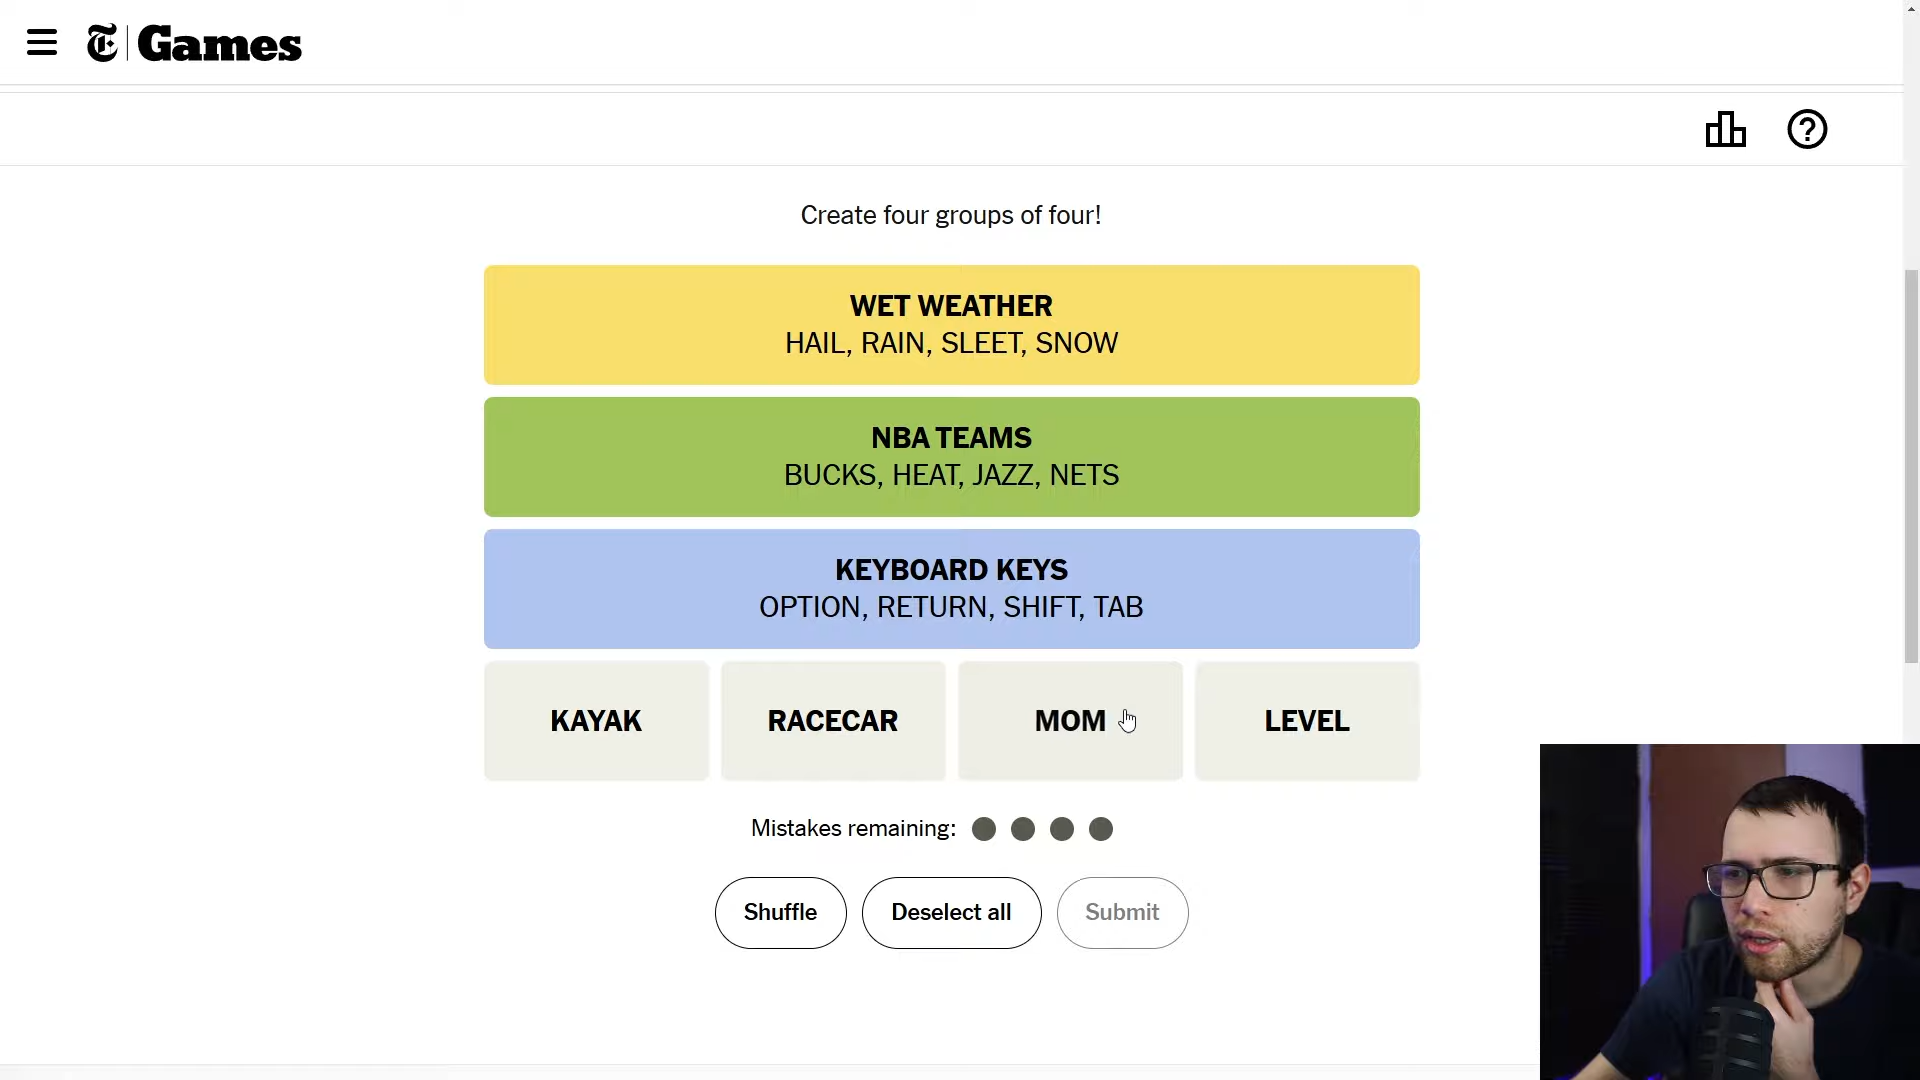 Games
Create four groups of four!
WET WEATHER
HAIL, RAIN, SLEET, SNOW
NBA TEAMS
BUCKS, HEAT, JAZZ, NETS
KEYBOARD KEYS
OPTION, RETURN, SHIFT, TAB
KAYAK RACECAR MOM LEVEL
Mistakes remaining:
Shuffle Deselect all Submit